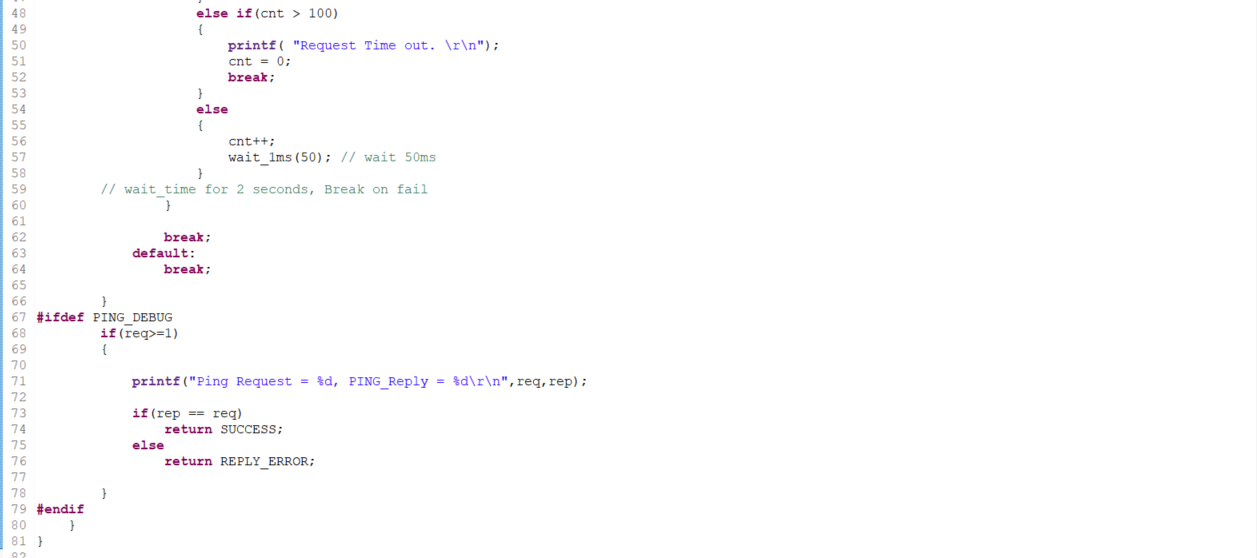 48 else if(cnt > 100)
49 {
50 printf( "Request Time out. \r\n");
51 cnt = 0;
52 break;
53 }
54 else
55 {
56 cnt++;
57 wait_1ms(50); // wait 50ms
58 }
59 // wait_time for 2 seconds, Break on fail
60 }
61
62 break;
63 default:
64 break;
65
66 }
67 #ifdef PING_DEBUG
68 if(req>=1)
69 {
70
71 printf("Ping Request = %d, PING_Reply = %d\r\n",req,rep);
72
73 if(rep == req)
74 return SUCCESS;
75 else
76 return REPLY_ERROR;
77
78 }
79 #endif
80 }
81 }
82